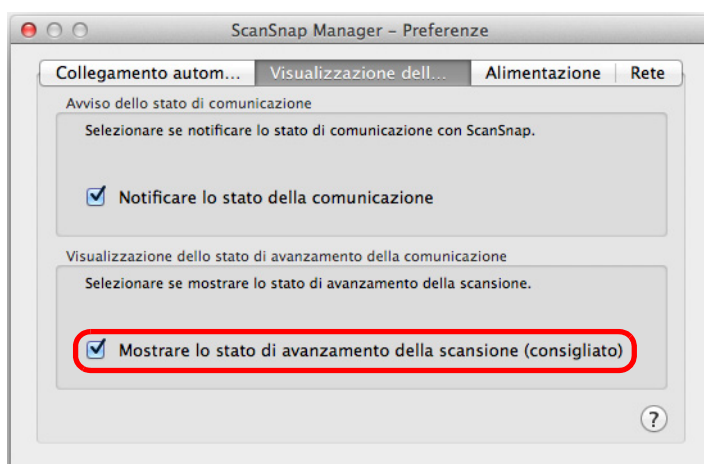 ScanSnap Manager – Preferenze
Collegamento autom... Visualizzazione dell... Alimentazione Rete
Avviso dello stato di comunicazione
Selezionare se notificare lo stato di comunicazione con ScanSnap.
Notificare lo stato della comunicazione
Visualizzazione dello stato di avanzamento della comunicazione
Selezionare se mostrare lo stato di avanzamento della scansione.
Mostrare lo stato di avanzamento della scansione (consigliato)
?